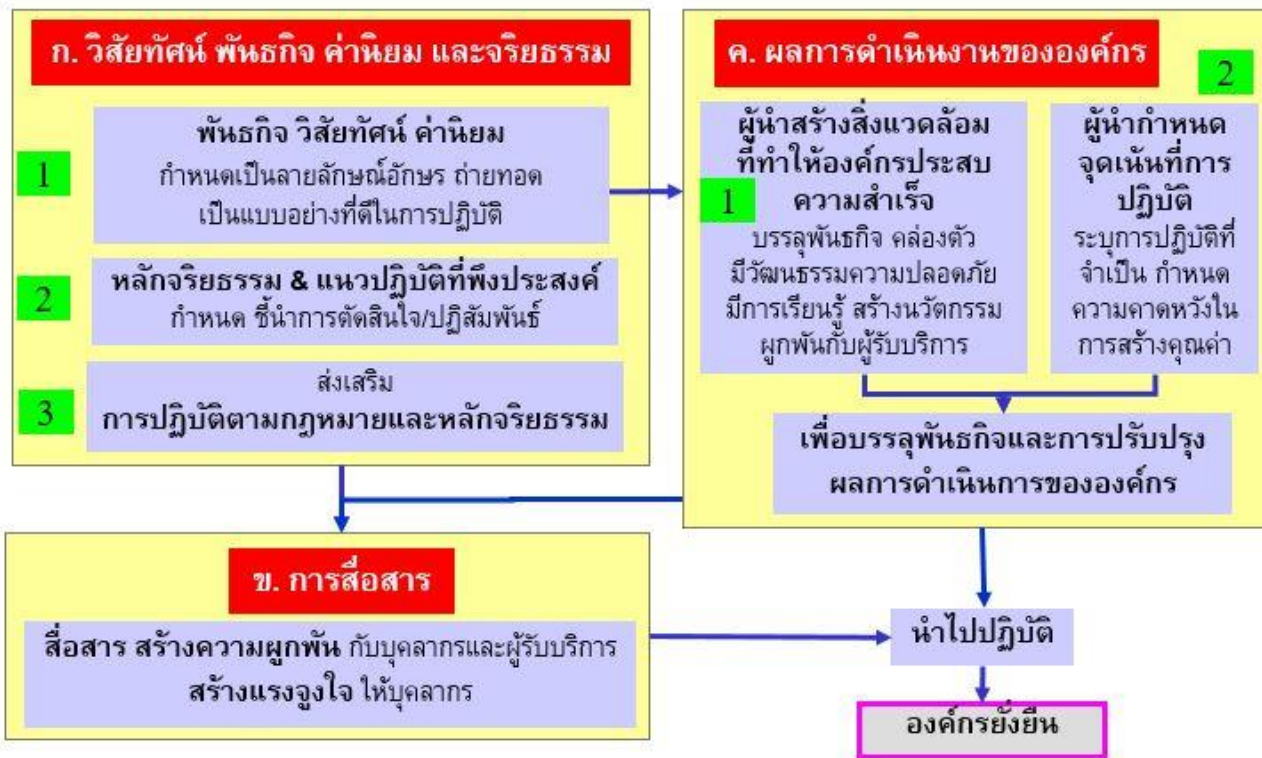 ก. วิสัยทัศน์ พันธกิจ ค่านิยม และจริยธรรม
1
พันธกิจ วิสัยทัศน์ ค่านิยม
กำหนดเป็นลายลักษณ์อักษร ถ่ายทอด
เป็นแบบอย่างที่ดีในการปฏิบัติ
2
หลักจริยธรรม & แนวปฏิบัติที่พึงประสงค์
กำหนด ชี้นำการตัดสินใจ/ปฏิสัมพันธ์
3
ส่งเสริม
การปฏิบัติตามกฎหมายและหลักจริยธรรม
ค. ผลการดำเนินงานขององค์กร
1
ผู้นำสร้างสิ่งแวดล้อม
ที่ทำให้องค์กรประสบ
ความสำเร็จ
บรรลุพันธกิจ คล่องตัว
มีวัฒนธรรมความปลอดภัย
มีการเรียนรู้ สร้างนวัตกรรม
ผูกพันกับผู้รับบริการ
2
ผู้นำกำหนด
จุดเน้นที่การ
ปฏิบัติ
ระบุการปฏิบัติที่
จำเป็น กำหนด
ความคาดหวังใน
การสร้างคุณค่า
เพื่อบรรลุพันธกิจและการปรับปรุง
ผลการดำเนินการขององค์กร
ข. การสื่อสาร
สื่อสาร สร้างความผูกพัน กับบุคลากรและผู้รับบริการ
สร้างแรงจูงใจ ให้บุคลากร
นำไปปฏิบัติ
องค์กรยั่งยืน